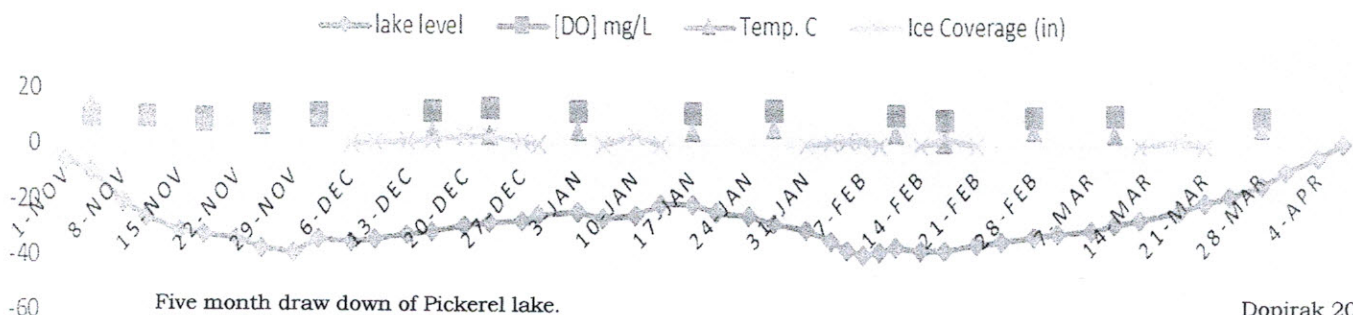 lake level [DO] mg/L Temp. C Ice Coverage (in)
20
0
-20
-40
-60
1-NOV 8-NOV 15-NOV 22-NOV 29-NOV 6-DEC 13-DEC 20-DEC 27-DEC 3-JAN 10-JAN 17-JAN 24-JAN 31-JAN 7-FEB 14-FEB 21-FEB 28-FEB 7-MAR 14-MAR 21-MAR 28-MAR 4-APR
Five month draw down of Pickerel lake.
Dopirak 20